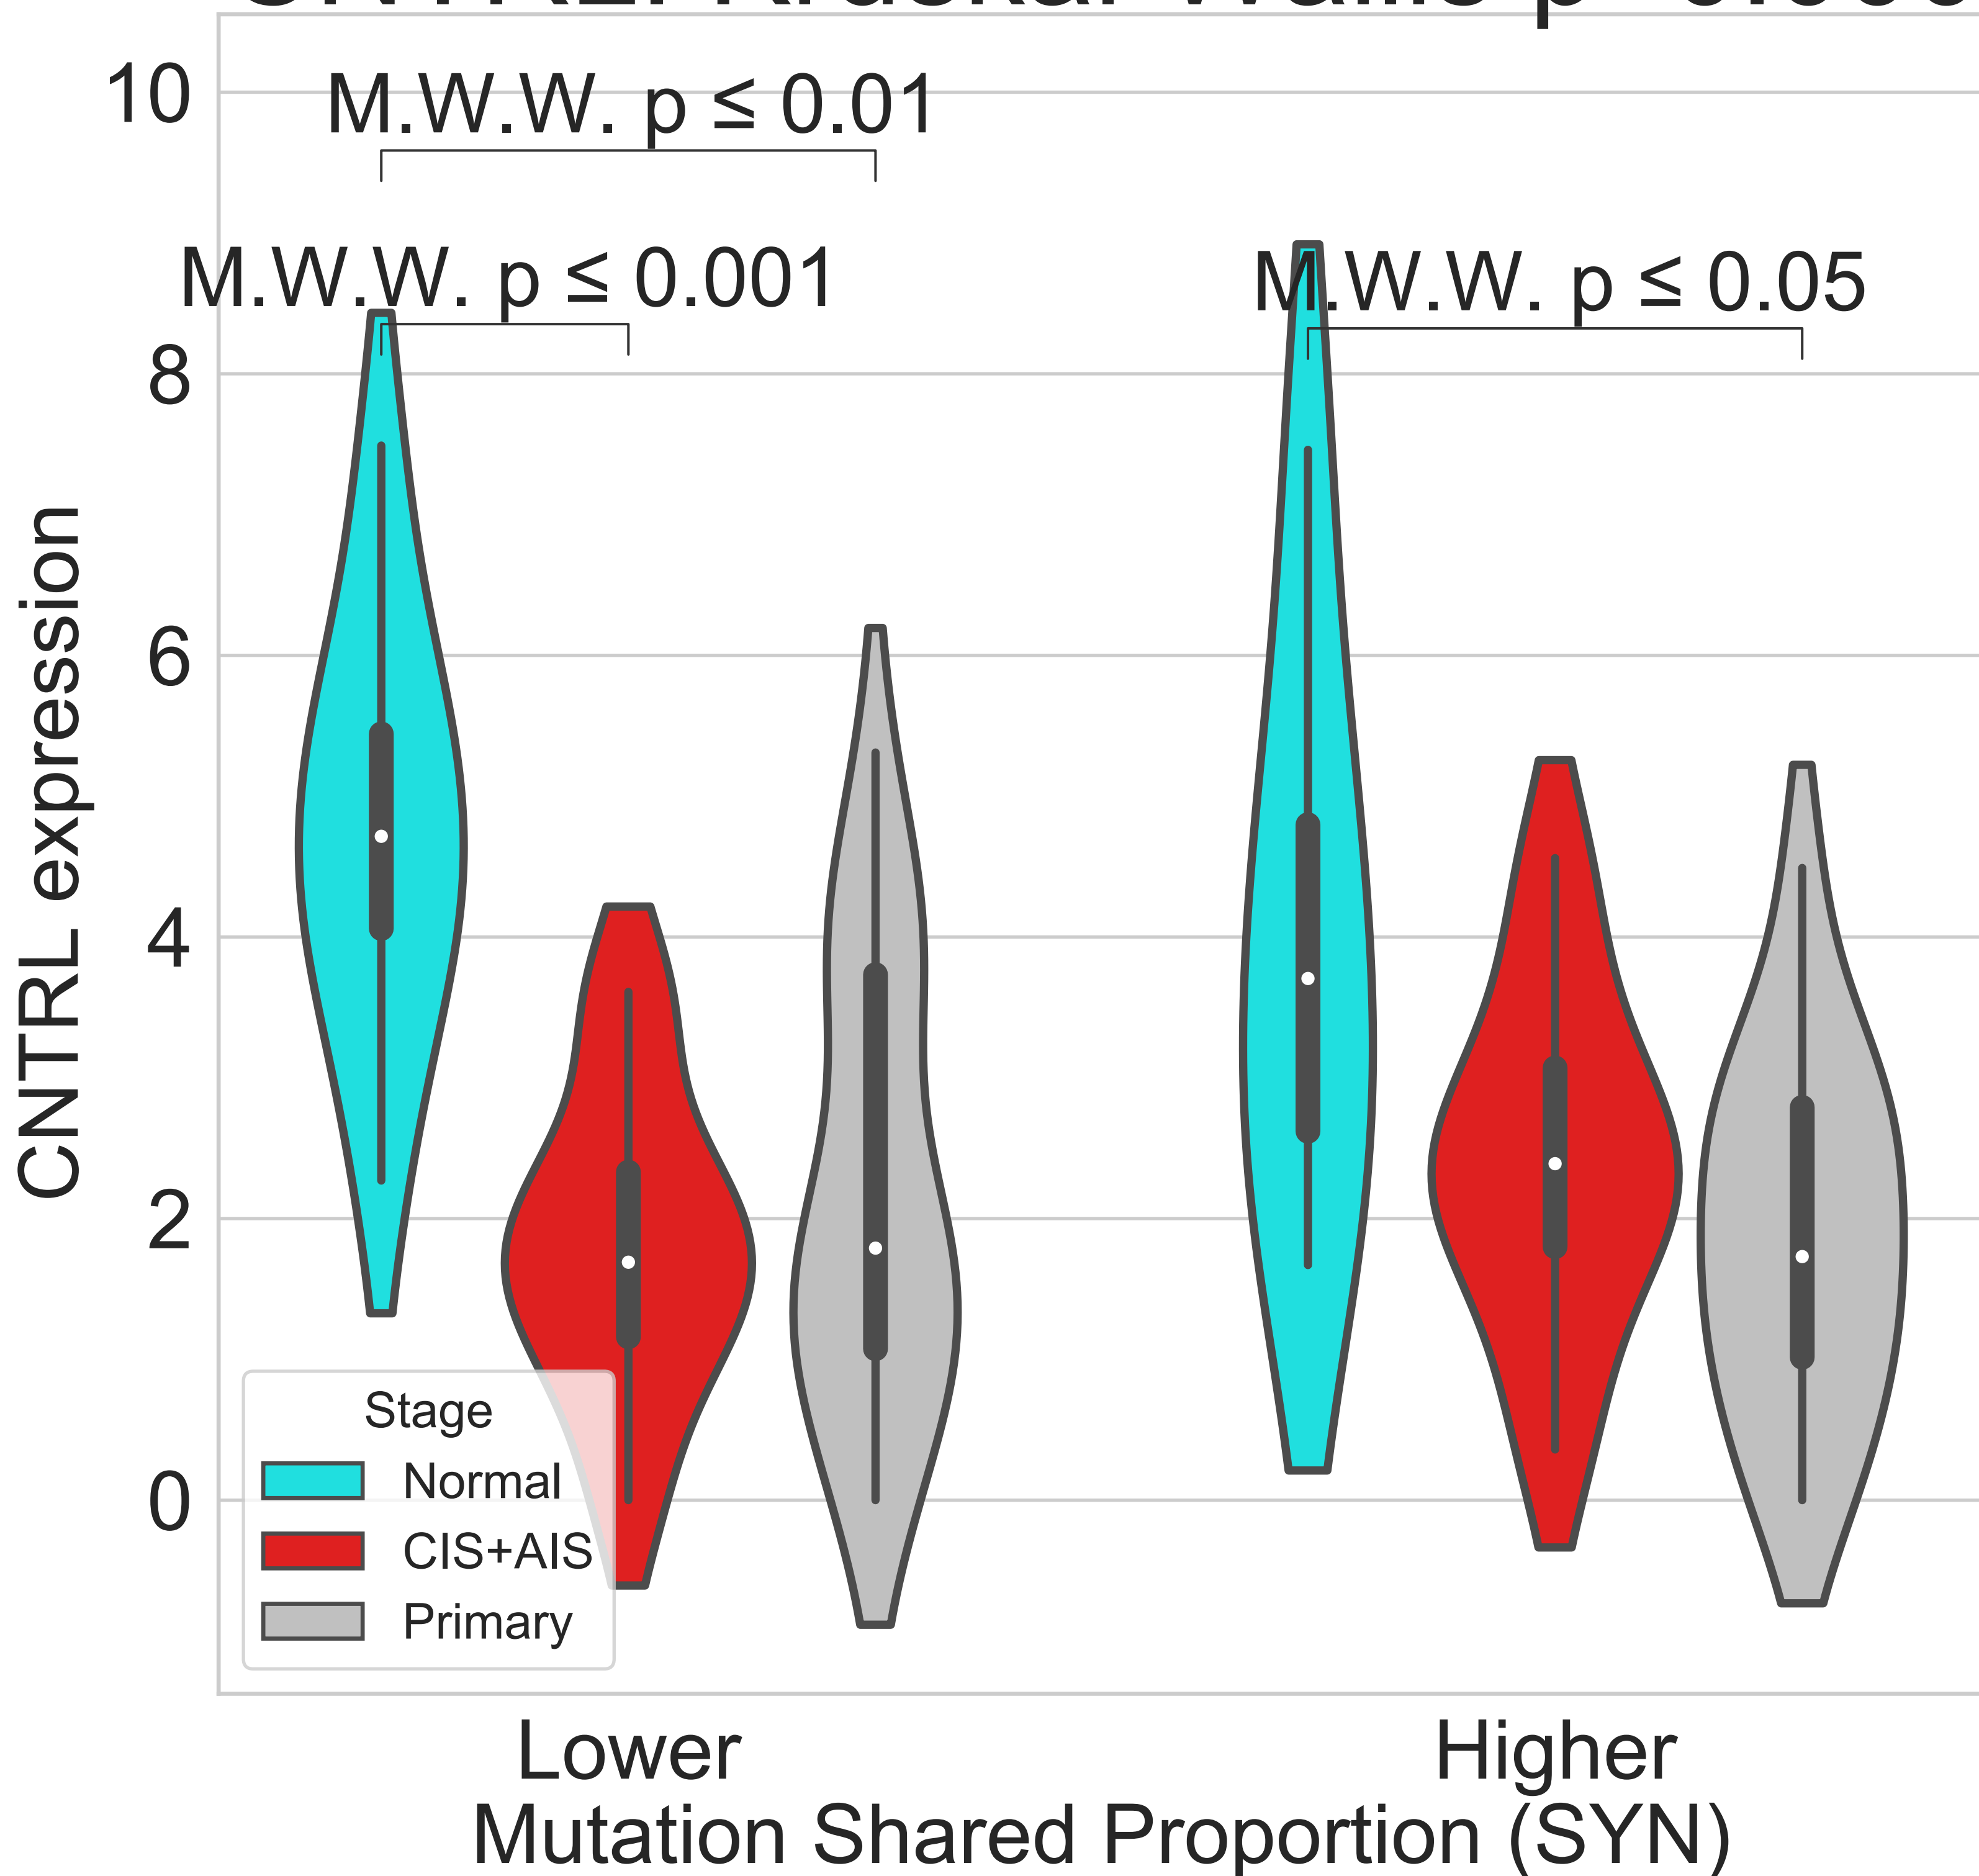 10
M.W.W. p ≤ 0.01
M.W.W. p ≤ 0.001
M.W.W. p ≤ 0.05
8
6
4
2
0
CNTRL expression
Stage
Normal
CIS+AIS
Primary
Lower
Higher
Mutation Shared Proportion (SYN)